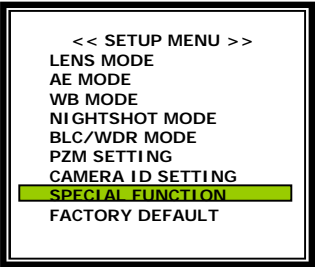 << SETUP MENU >>
LENS MODE
AE MODE
WB MODE
NIGHTSHOT MODE
BLC/WDR MODE
PZM SETTING
CAMERA ID SETTING
SPECIAL FUNCTION
FACTORY DEFAULT